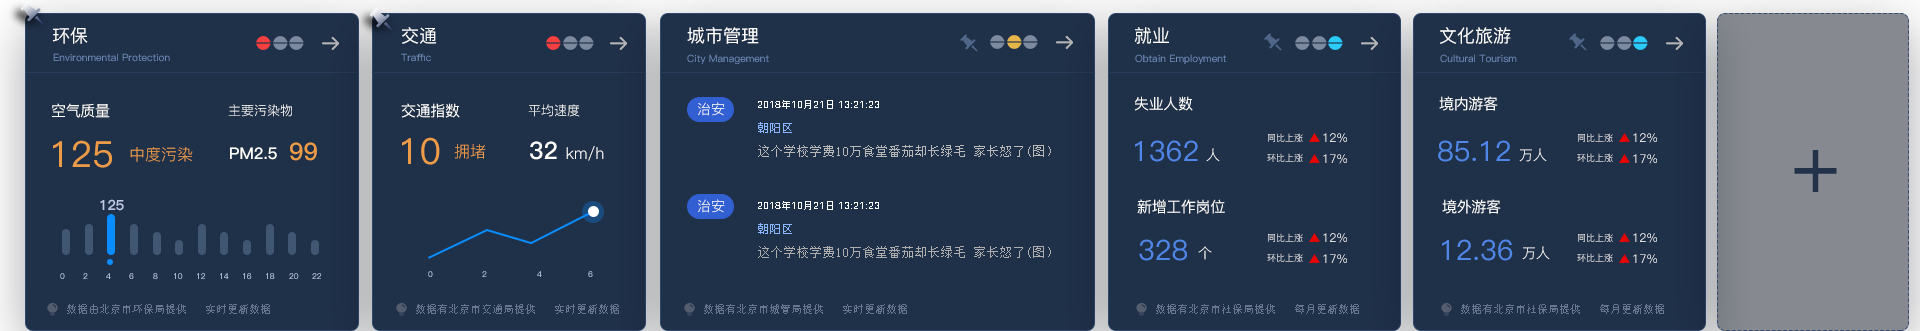 环保
Environmental Protection
空气质量
主要污染物
125 中度污染
PM2.5 99
125
0 2 4 6 8 10 12 14 16 18 20 22
数据由北京市环保局提供 实时更新数据
交通
Traffic
交通指数
平均速度
10 拥堵
32 km/h
0 2 4 6
数据有北京市交通局提供 实时更新数据
城市管理
City Management
治安
2018年10月21日 13:21:23
朝阳区
这个学校学费10万食堂番茄却长绿毛 家长怒了(图)
治安
2018年10月21日 13:21:23
朝阳区
这个学校学费10万食堂番茄却长绿毛 家长怒了(图)
数据有北京市城管局提供 实时更新数据
就业
Obtain Employment
失业人数
1362 人
同比上涨 12%
环比上涨 17%
新增工作岗位
328 个
同比上涨 12%
环比上涨 17%
数据有北京市社保局提供 每月更新数据
文化旅游
Cultural Tourism
境内游客
85.12 万人
同比上涨 12%
环比上涨 17%
境外游客
12.36 万人
同比上涨 12%
环比上涨 17%
数据有北京市社保局提供 每月更新数据